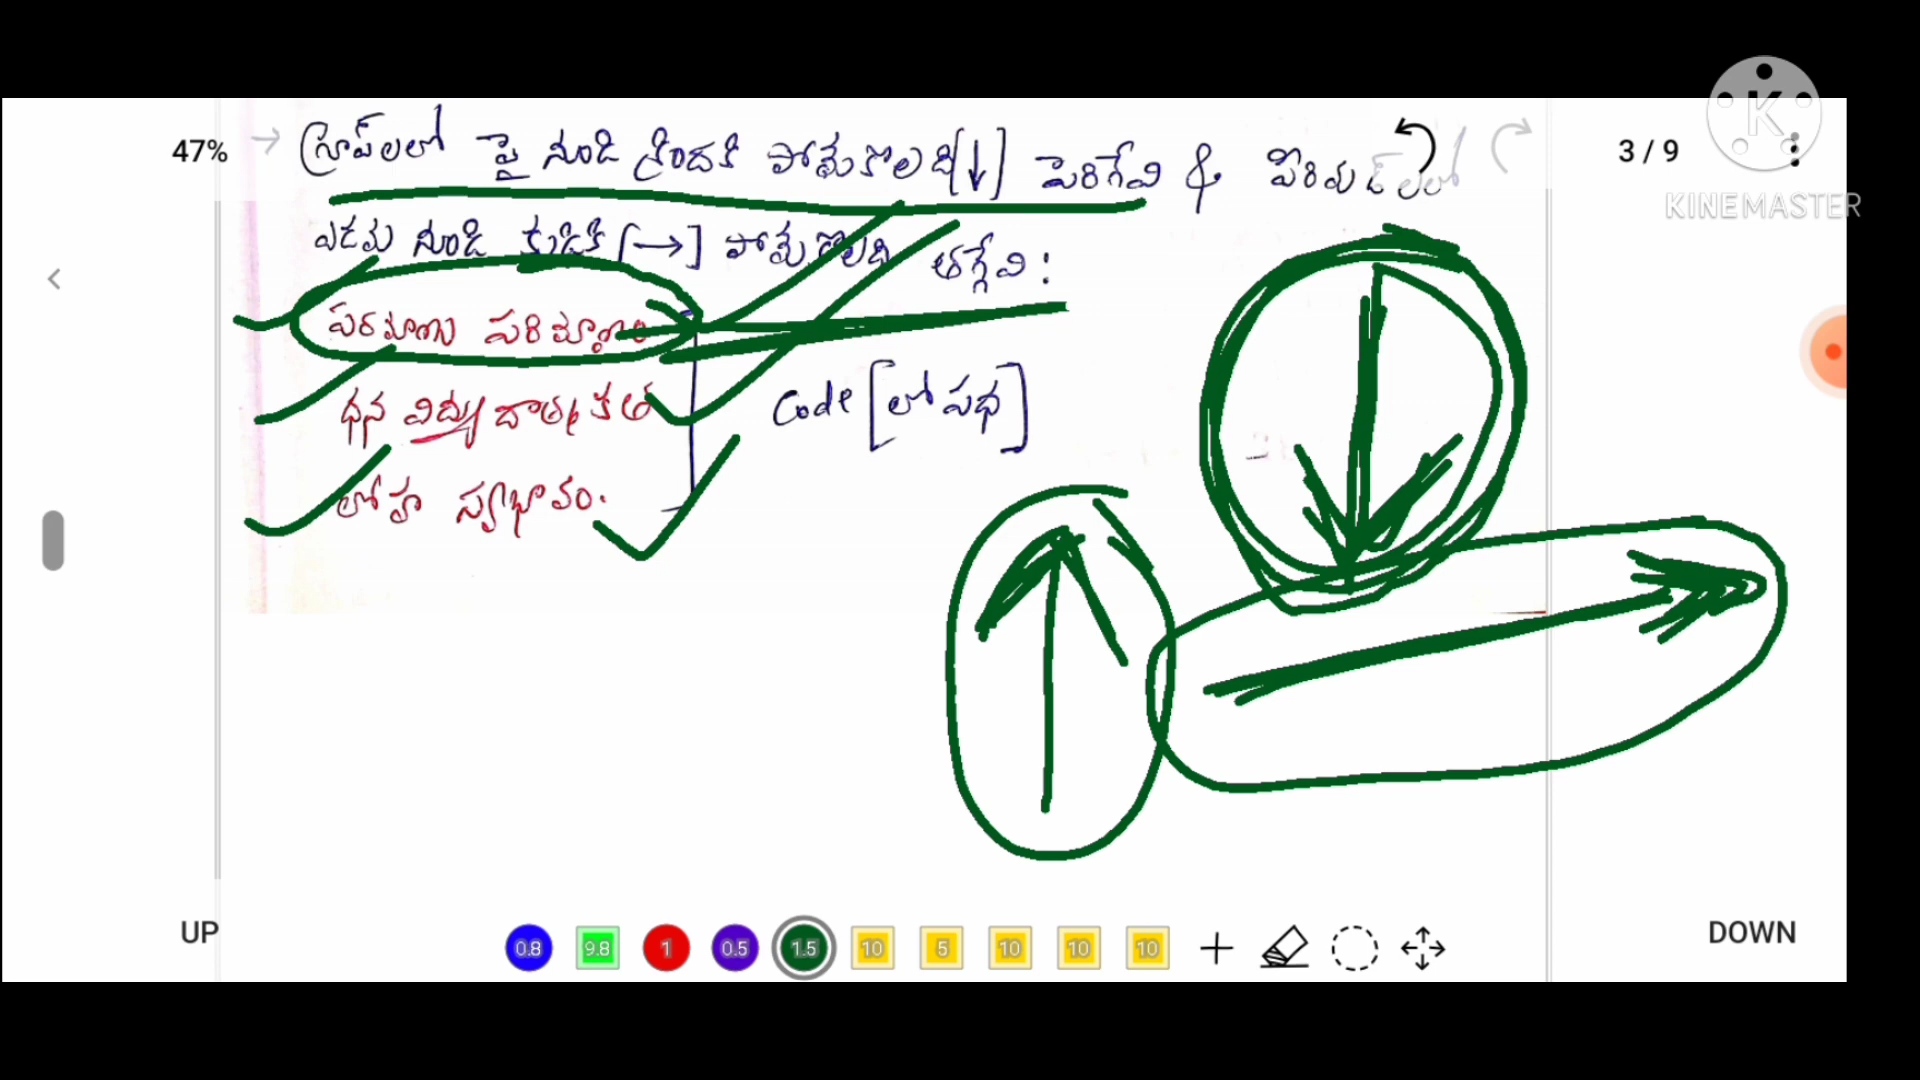 47%
→ గ్రూప్‌లలో పై నుండి క్రిందకి పోయేకొలది [↓] పెరిగేవి & పీరియడ్‌లలో
3 / 9
KINEMASTER
ఎడమ నుండి కుడికి [→] పోయేకొలది తగ్గేవి :
పరమాణు పరిమాణం
ధన విద్యుదాత్మకత
Code [లో పధ]
లోహ స్వభావం.
UP
DOWN
0.8 9.8 1 0.5 1.5 10 5 10 10 10